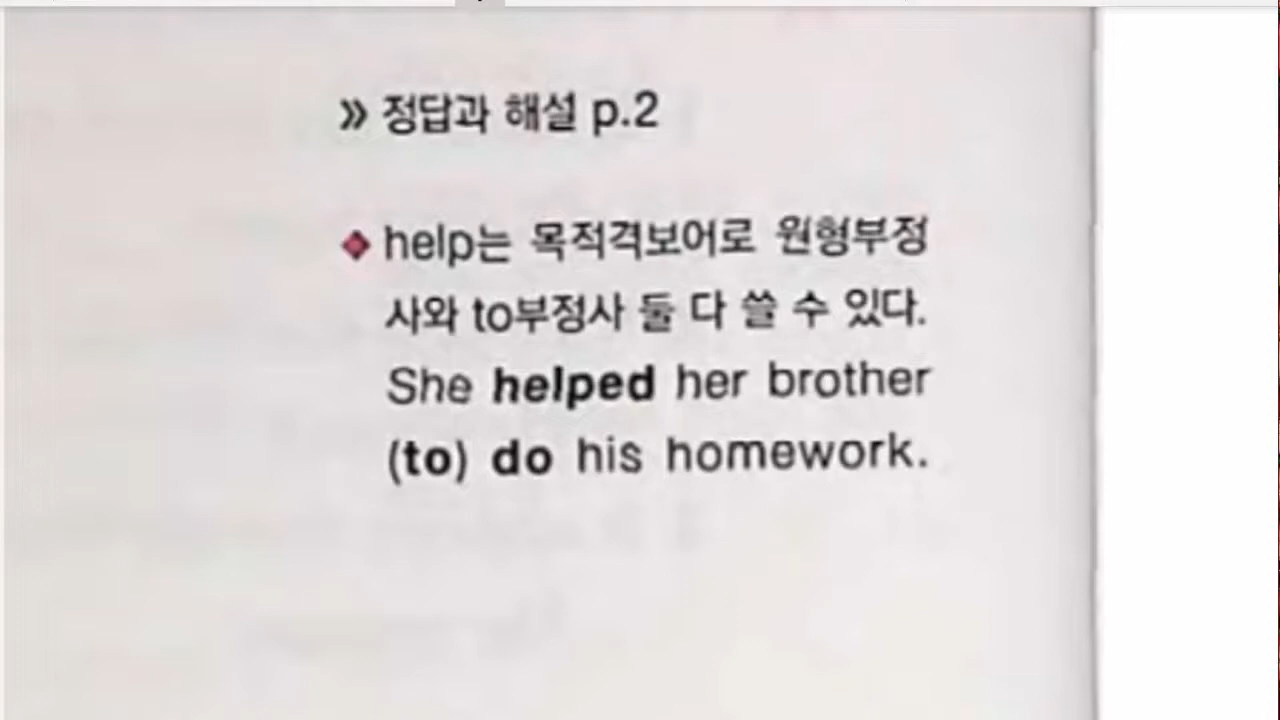 » 정답과 해설 p.2
◆ help는 목적격보어로 원형부정
사와 to부정사 둘 다 쓸 수 있다.
She helped her brother
(to) do his homework.